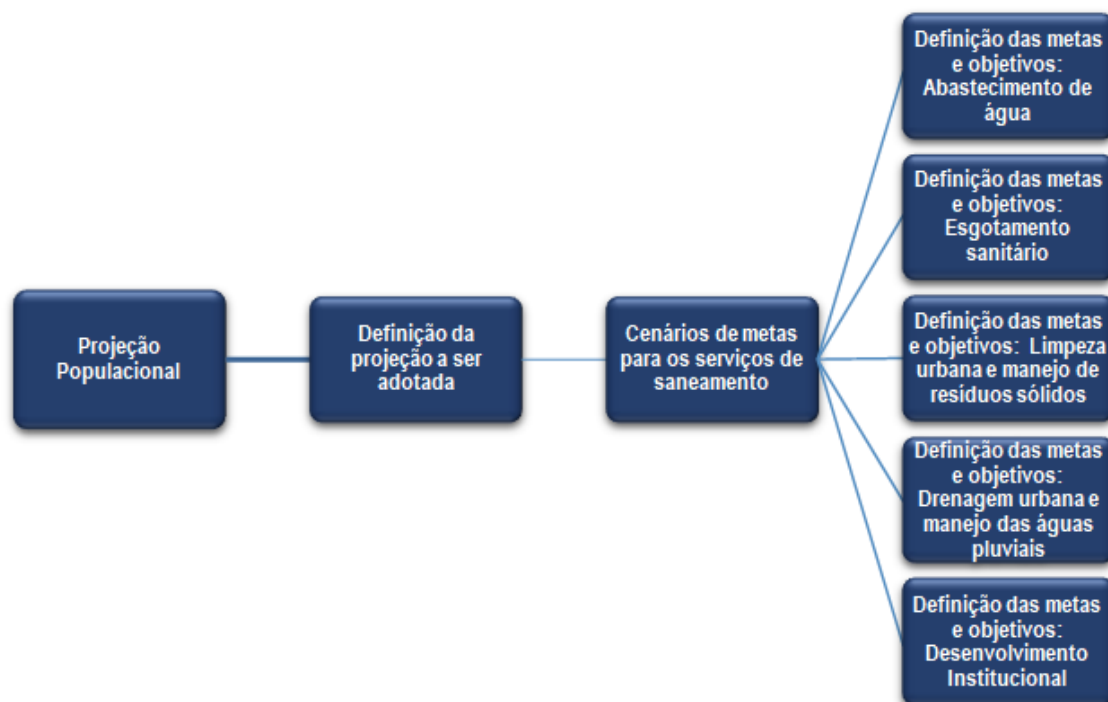 Projeção
Populacional
Definição da
projeção a ser
adotada
Cenários de metas
para os serviços de
saneamento
Definição das metas
e objetivos:
Abastecimento de
água
Definição das metas
e objetivos:
Esgotamento
sanitário
Definição das metas
e objetivos: Limpeza
urbana e manejo de
resíduos sólidos
Definição das metas
e objetivos:
Drenagem urbana e
manejo das águas
pluviais
Definição das metas
e objetivos:
Desenvolvimento
Institucional